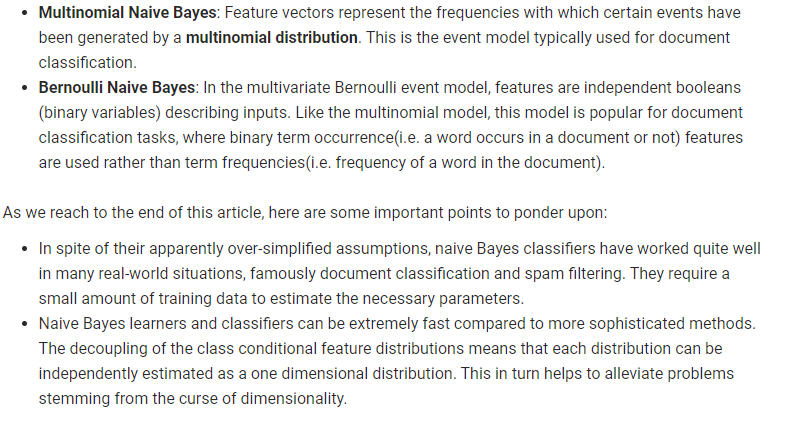 • Multinomial Naive Bayes: Feature vectors represent the frequencies with which certain events have
been generated by a multinomial distribution. This is the event model typically used for document
classification.
• Bernoulli Naive Bayes: In the multivariate Bernoulli event model, features are independent booleans
(binary variables) describing inputs. Like the multinomial model, this model is popular for document
classification tasks, where binary term occurrence(i.e. a word occurs in a document or not) features
are used rather than term frequencies(i.e. frequency of a word in the document).
As we reach to the end of this article, here are some important points to ponder upon:
• In spite of their apparently over-simplified assumptions, naive Bayes classifiers have worked quite well
in many real-world situations, famously document classification and spam filtering. They require a
small amount of training data to estimate the necessary parameters.
• Naive Bayes learners and classifiers can be extremely fast compared to more sophisticated methods.
The decoupling of the class conditional feature distributions means that each distribution can be
independently estimated as a one dimensional distribution. This in turn helps to alleviate problems
stemming from the curse of dimensionality.